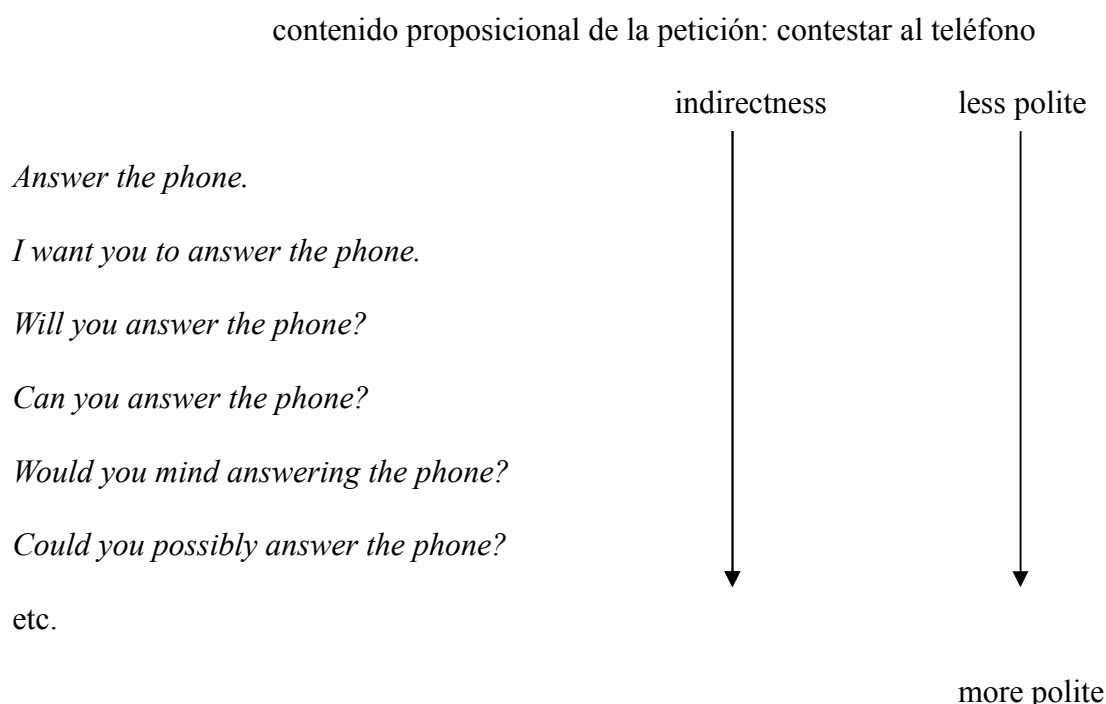 contenido proposicional de la petición: contestar al teléfono
indirectness less polite
Answer the phone.
I want you to answer the phone.
Will you answer the phone?
Can you answer the phone?
Would you mind answering the phone?
Could you possibly answer the phone?
etc.
more polite